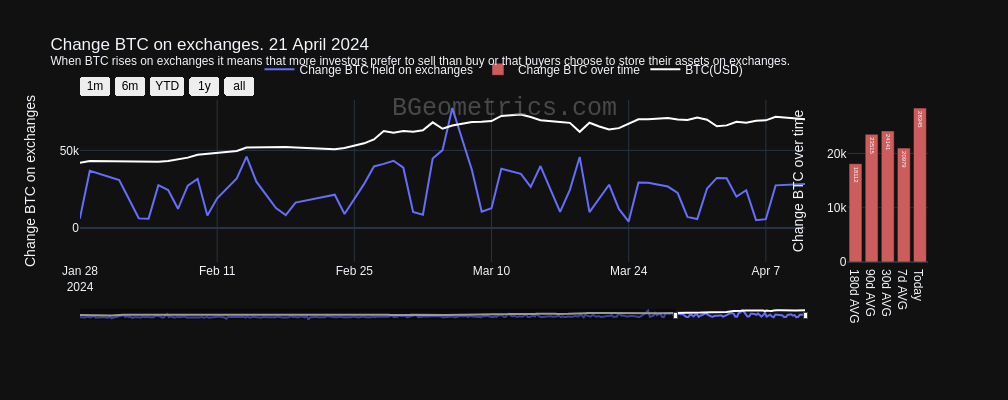 Change BTC on exchanges. 21 April 2024
When BTC rises on exchanges it means that more investors prefer to sell than buy or that buyers choose to store their assets on exchanges.
Change BTC held on exchanges Change BTC over time BTC(USD)
1m 6m YTD 1y all
BGeometrics.com
Change BTC on exchanges
50k
0
Jan 28
2024
Feb 11
Feb 25
Mar 10
Mar 24
Apr 7
Change BTC over time
20k
10k
0
18112
23515
24141
20979
180d AVG
90d AVG
30d AVG
7d AVG
Today